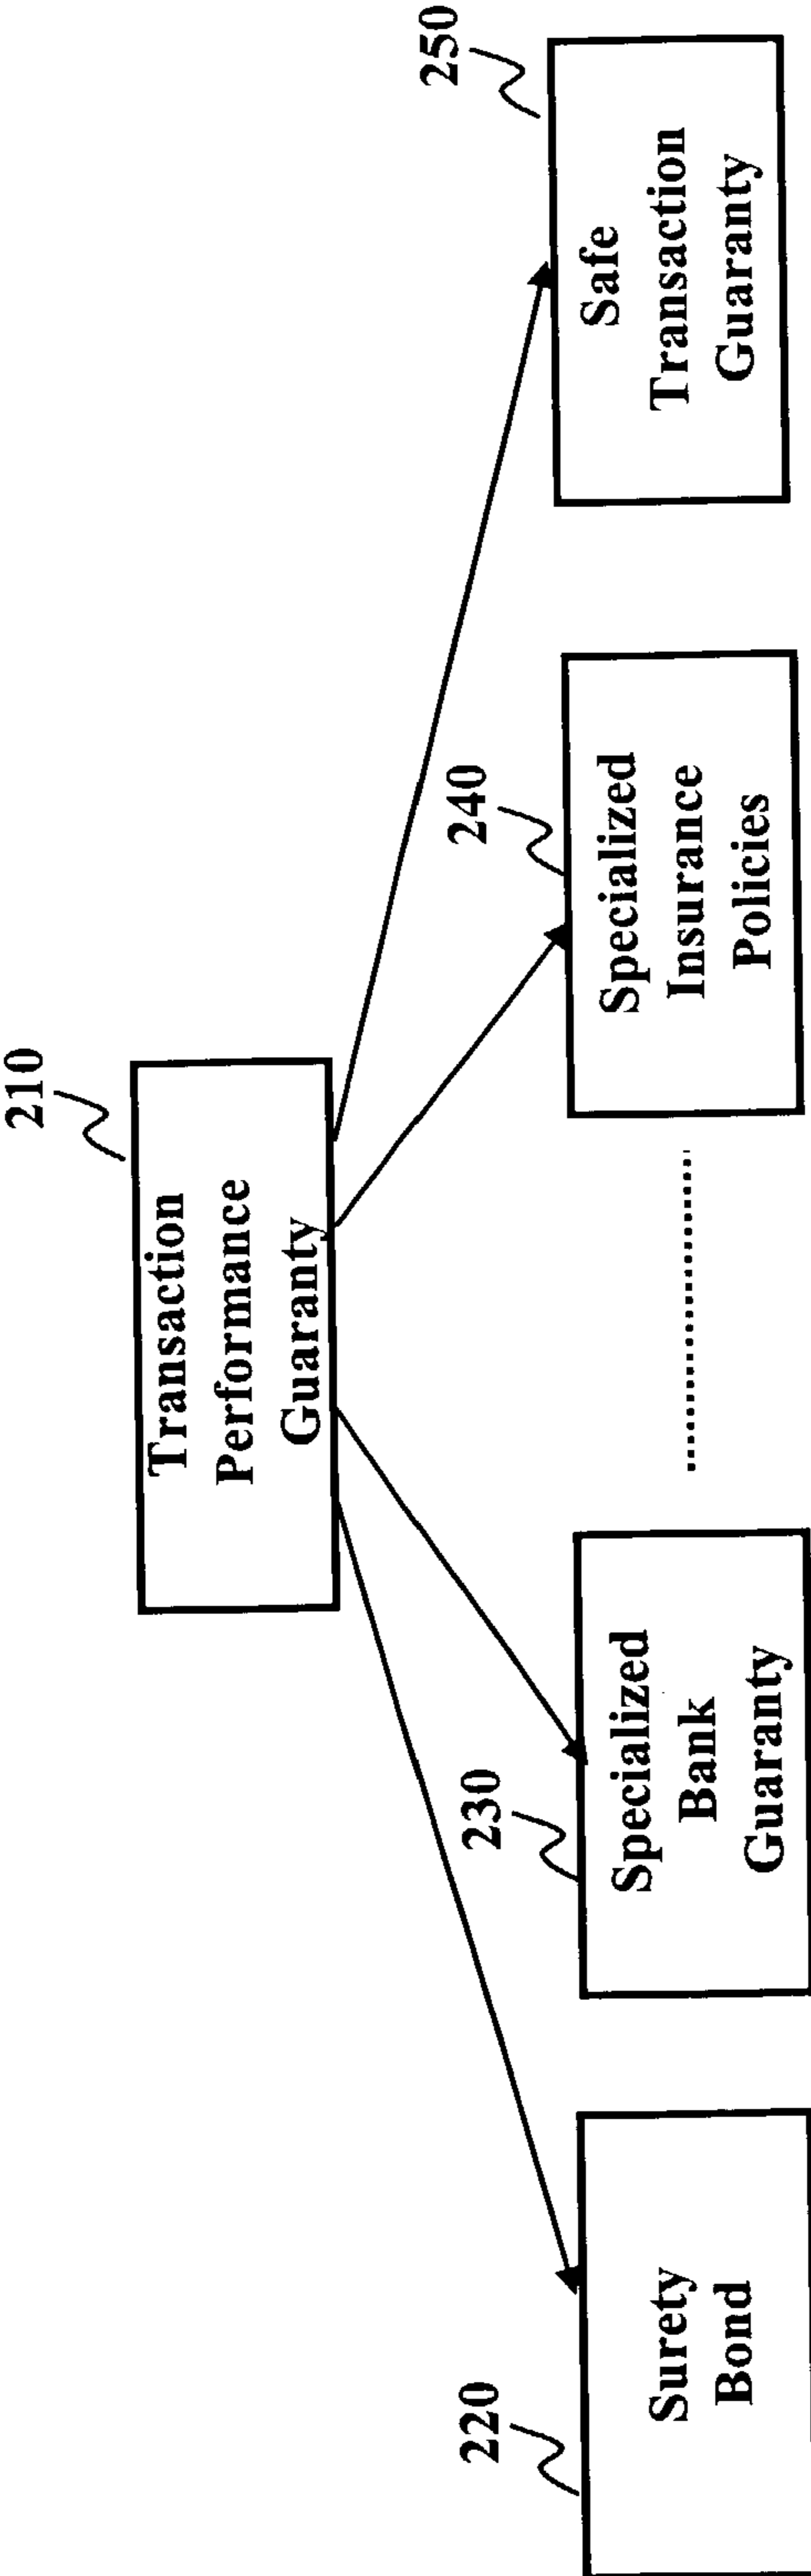 210
Transaction
Performance
Guaranty
220
Surety
Bond
230
Specialized
Bank
Guaranty
240
Specialized
Insurance
Policies
250
Safe
Transaction
Guaranty